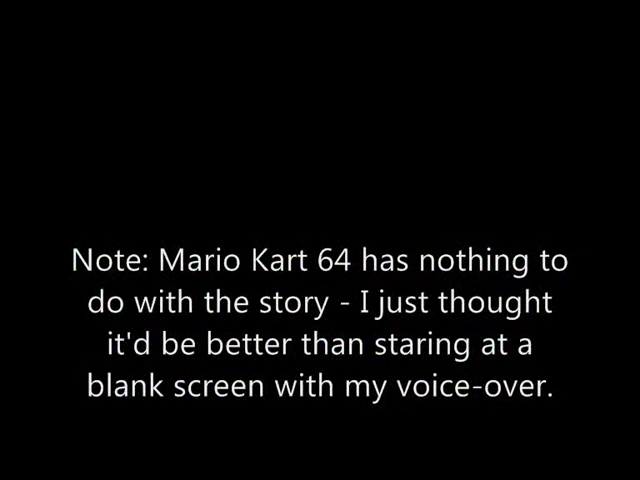 Note: Mario Kart 64 has nothing to
do with the story - I just thought
it'd be better than staring at a
blank screen with my voice-over.